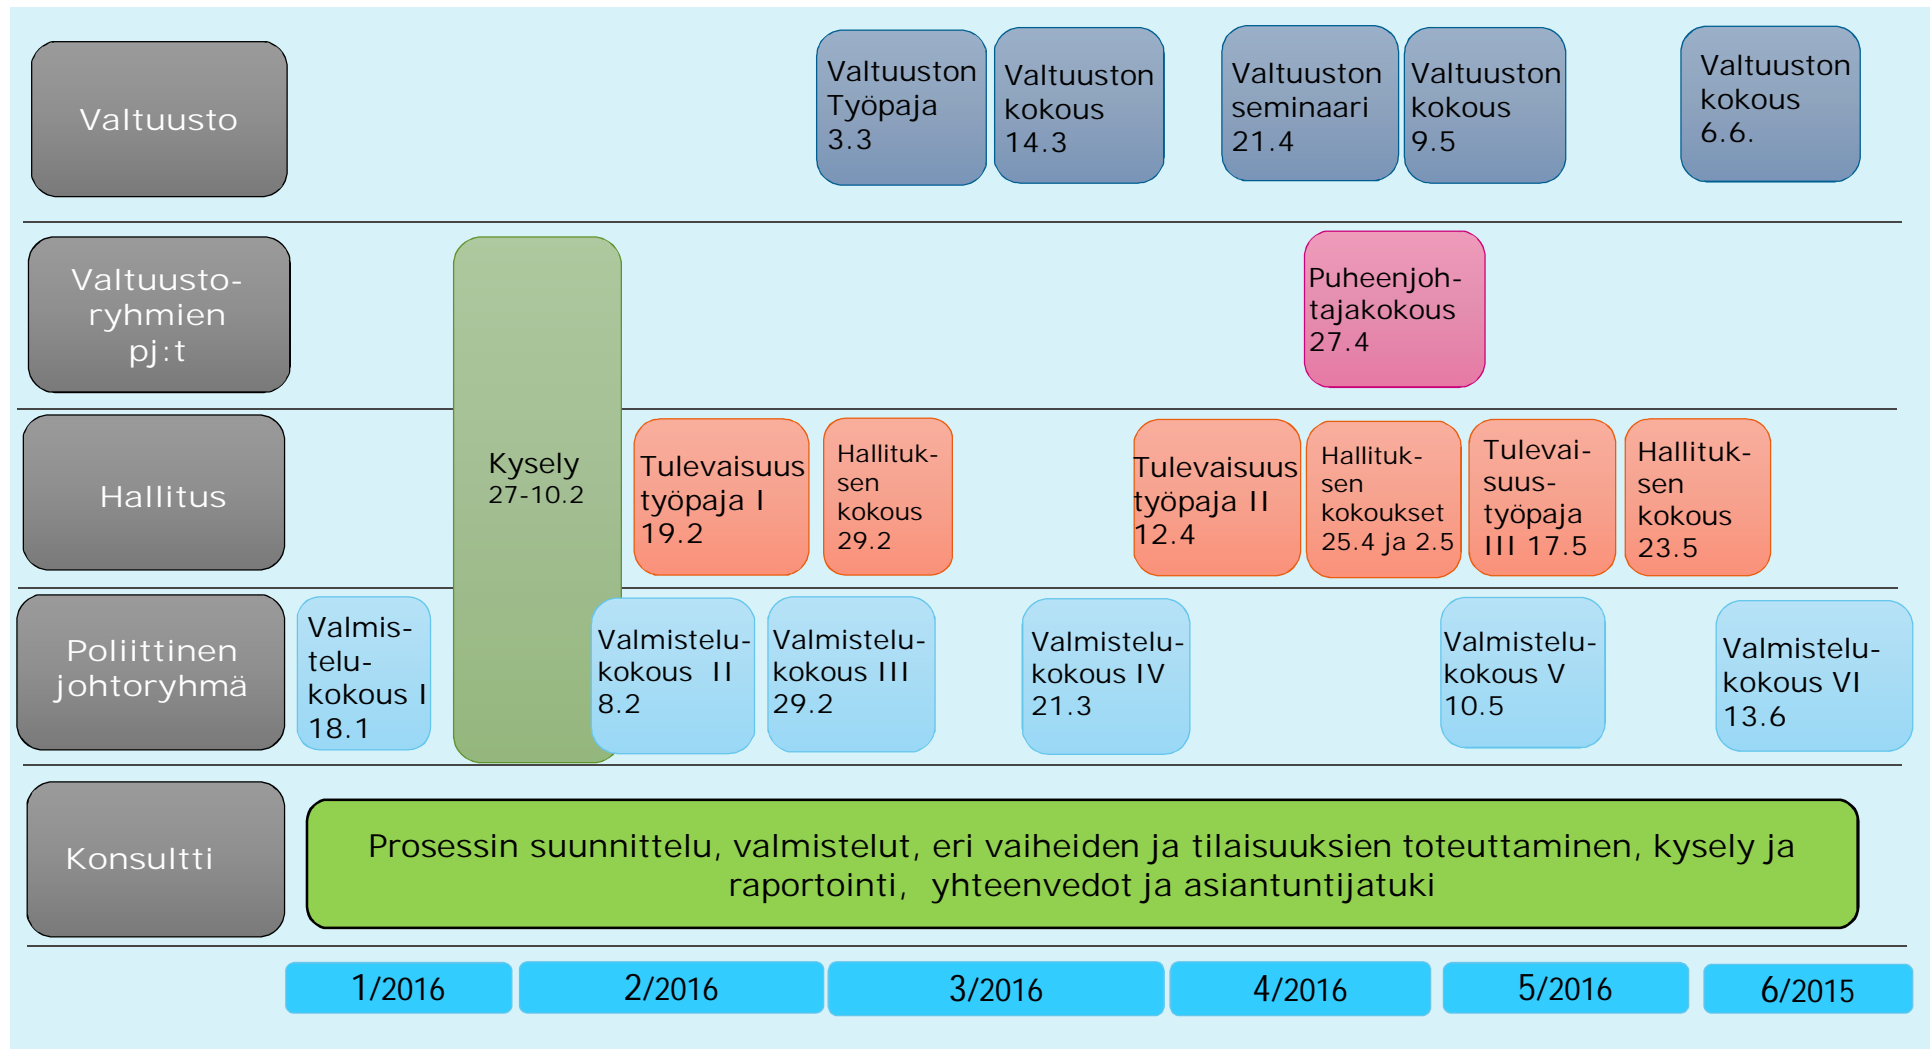 Valtuusto
Valtuuston
Työpaja
3.3
Valtuuston
kokous
14.3
Valtuuston
seminaari
21.4
Valtuuston
kokous
9.5
Valtuuston
kokous
6.6.
Valtuusto-
ryhmien
pj:t
Puheenjoh-
tajakokous
27.4
Kysely
27-10.2
Hallitus
Tulevaisuus
työpaja I
19.2
Hallituk-
sen
kokous
29.2
Tulevaisuus
työpaja II
12.4
Hallituk-
sen
kokoukset
25.4 ja 2.5
Tulevai-
suus-
työpaja
III 17.5
Hallituk-
sen
kokous
23.5
Poliittinen
johtoryhmä
Valmis-
telu-
kokous I
18.1
Valmistelu-
kokous II
8.2
Valmistelu-
kokous III
29.2
Valmistelu-
kokous IV
21.3
Valmistelu-
kokous V
10.5
Valmistelu-
kokous VI
13.6
Konsultti
Prosessin suunnittelu, valmistelut, eri vaiheiden ja tilaisuuksien toteuttaminen, kysely ja
raportointi, yhteenvedot ja asiantuntijatuki
1/2016
2/2016
3/2016
4/2016
5/2016
6/2015